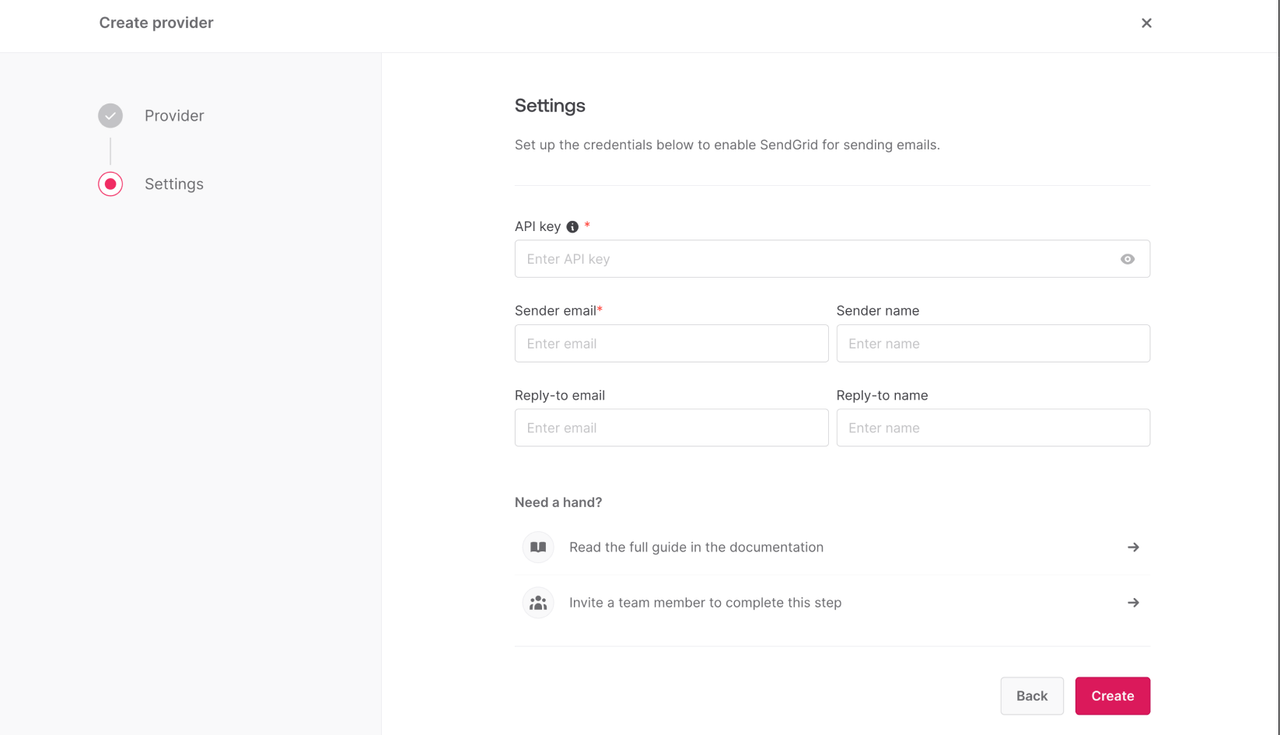 Create provider
Provider
Settings
Settings
Set up the credentials below to enable SendGrid for sending emails.
API key *
Enter API key
Sender email* Sender name
Enter email Enter name
Reply-to email Reply-to name
Enter email Enter name
Need a hand?
Read the full guide in the documentation
Invite a team member to complete this step
Back Create